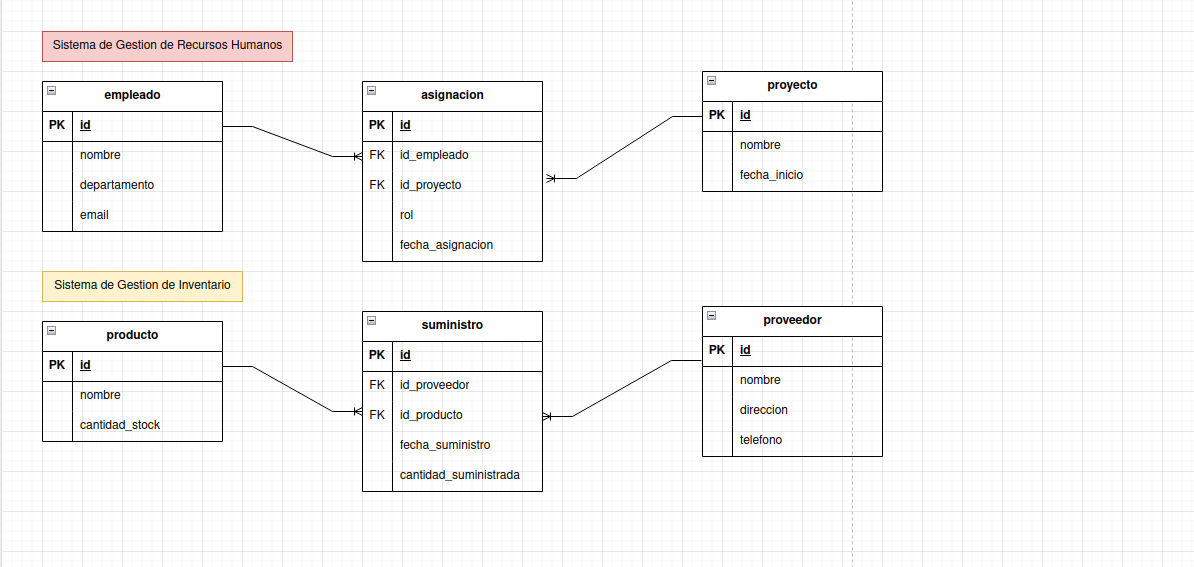 Sistema de Gestion de Recursos Humanos
empleado
PK id
nombre
departamento
email
asignacion
PK id
FK id_empleado
FK id_proyecto
rol
fecha_asignacion
proyecto
PK id
nombre
fecha_inicio
Sistema de Gestion de Inventario
producto
PK id
nombre
cantidad_stock
suministro
PK id
FK id_proveedor
FK id_producto
fecha_suministro
cantidad_suministrada
proveedor
PK id
nombre
direccion
telefono